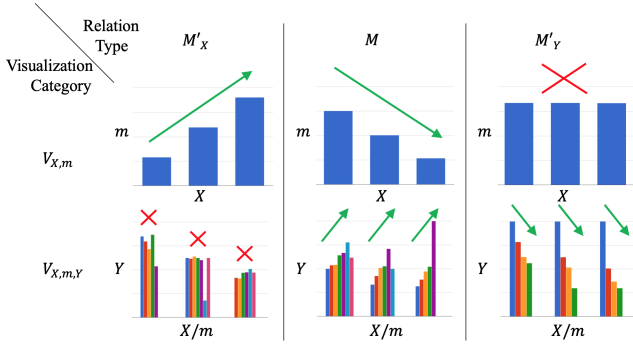 Relation
Type
Visualization
Category
M′X
M
M′Y
VX,m
m
X
m
X
m
X
VX,m,Y
Y
X/m
Y
X/m
Y
X/m